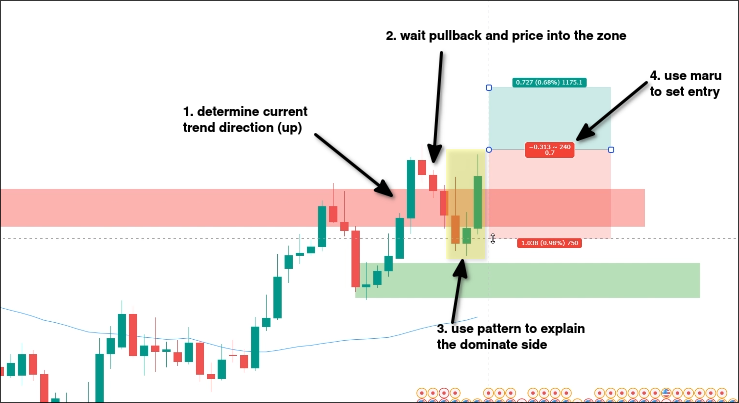 2. wait pullback and price into the zone
0.727 (0.68%) 1175.1
4. use maru
to set entry
1. determine current
trend direction (up)
−0.313 ~ 240
0.7
1.038 (0.98%) 750
3. use pattern to explain
the dominate side